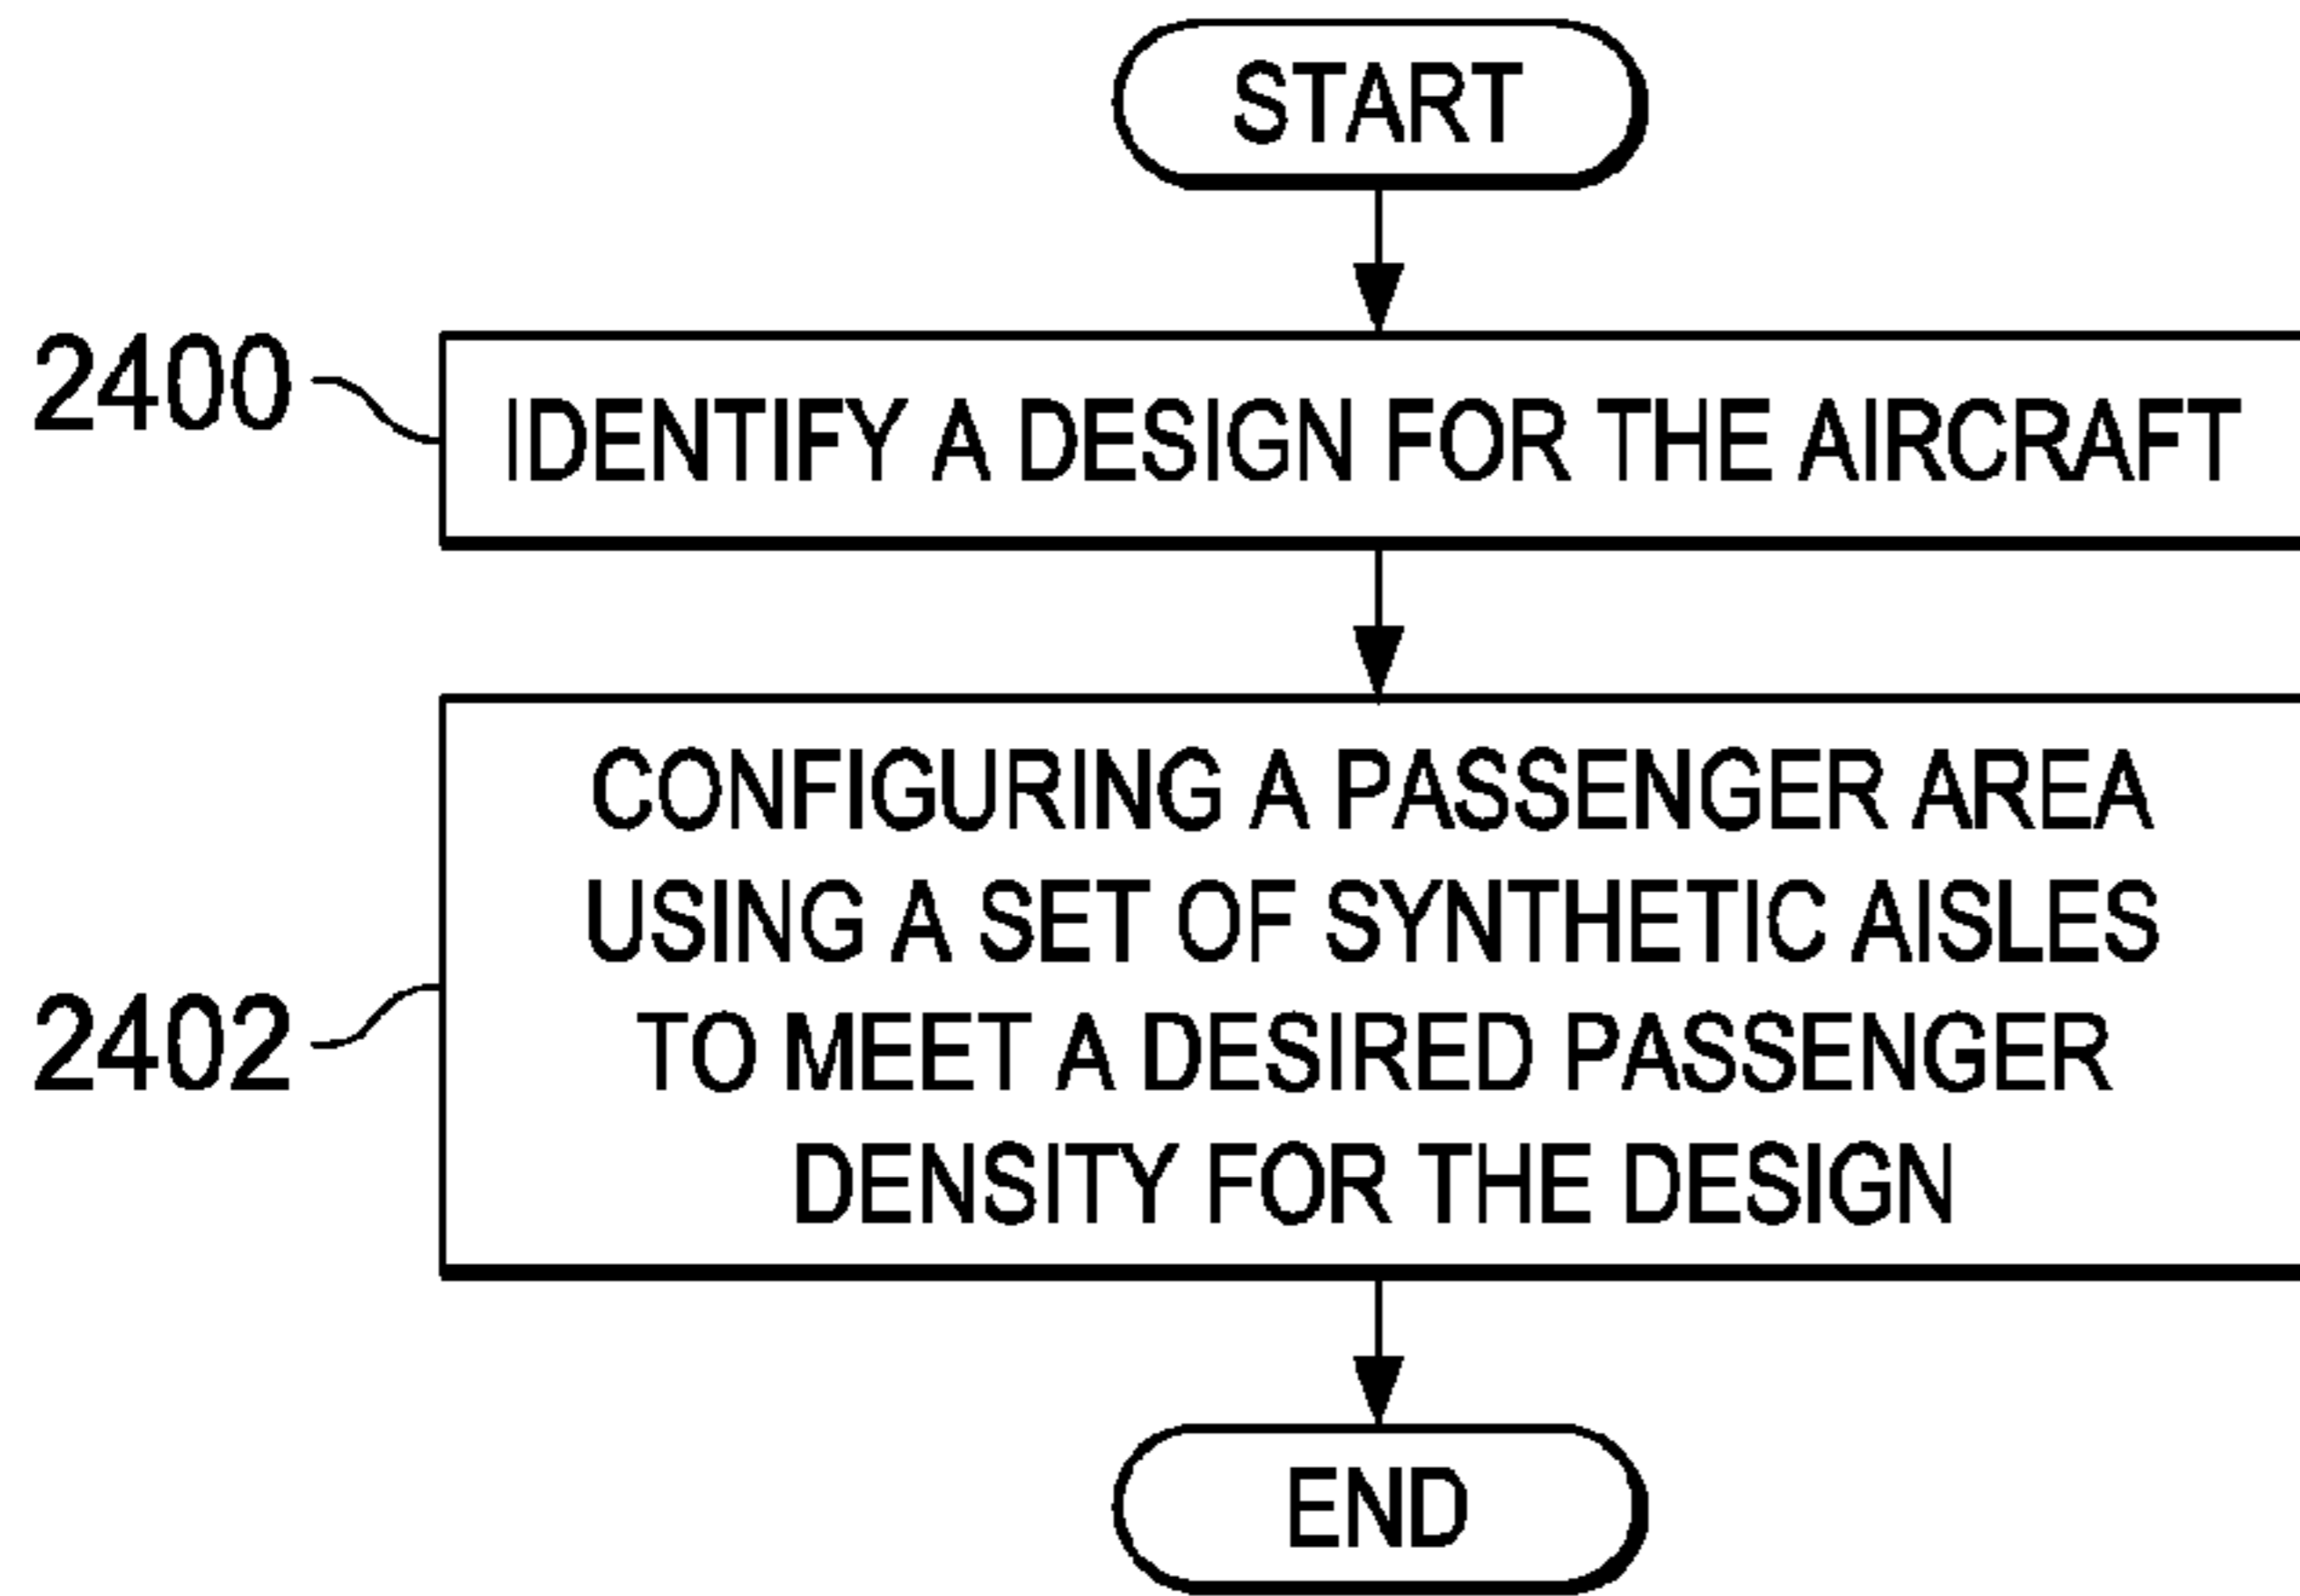 START
2400
IDENTIFY A DESIGN FOR THE AIRCRAFT
CONFIGURING A PASSENGER AREA
USING A SET OF SYNTHETIC AISLES
2402
TO MEET A DESIRED PASSENGER
DENSITY FOR THE DESIGN
END